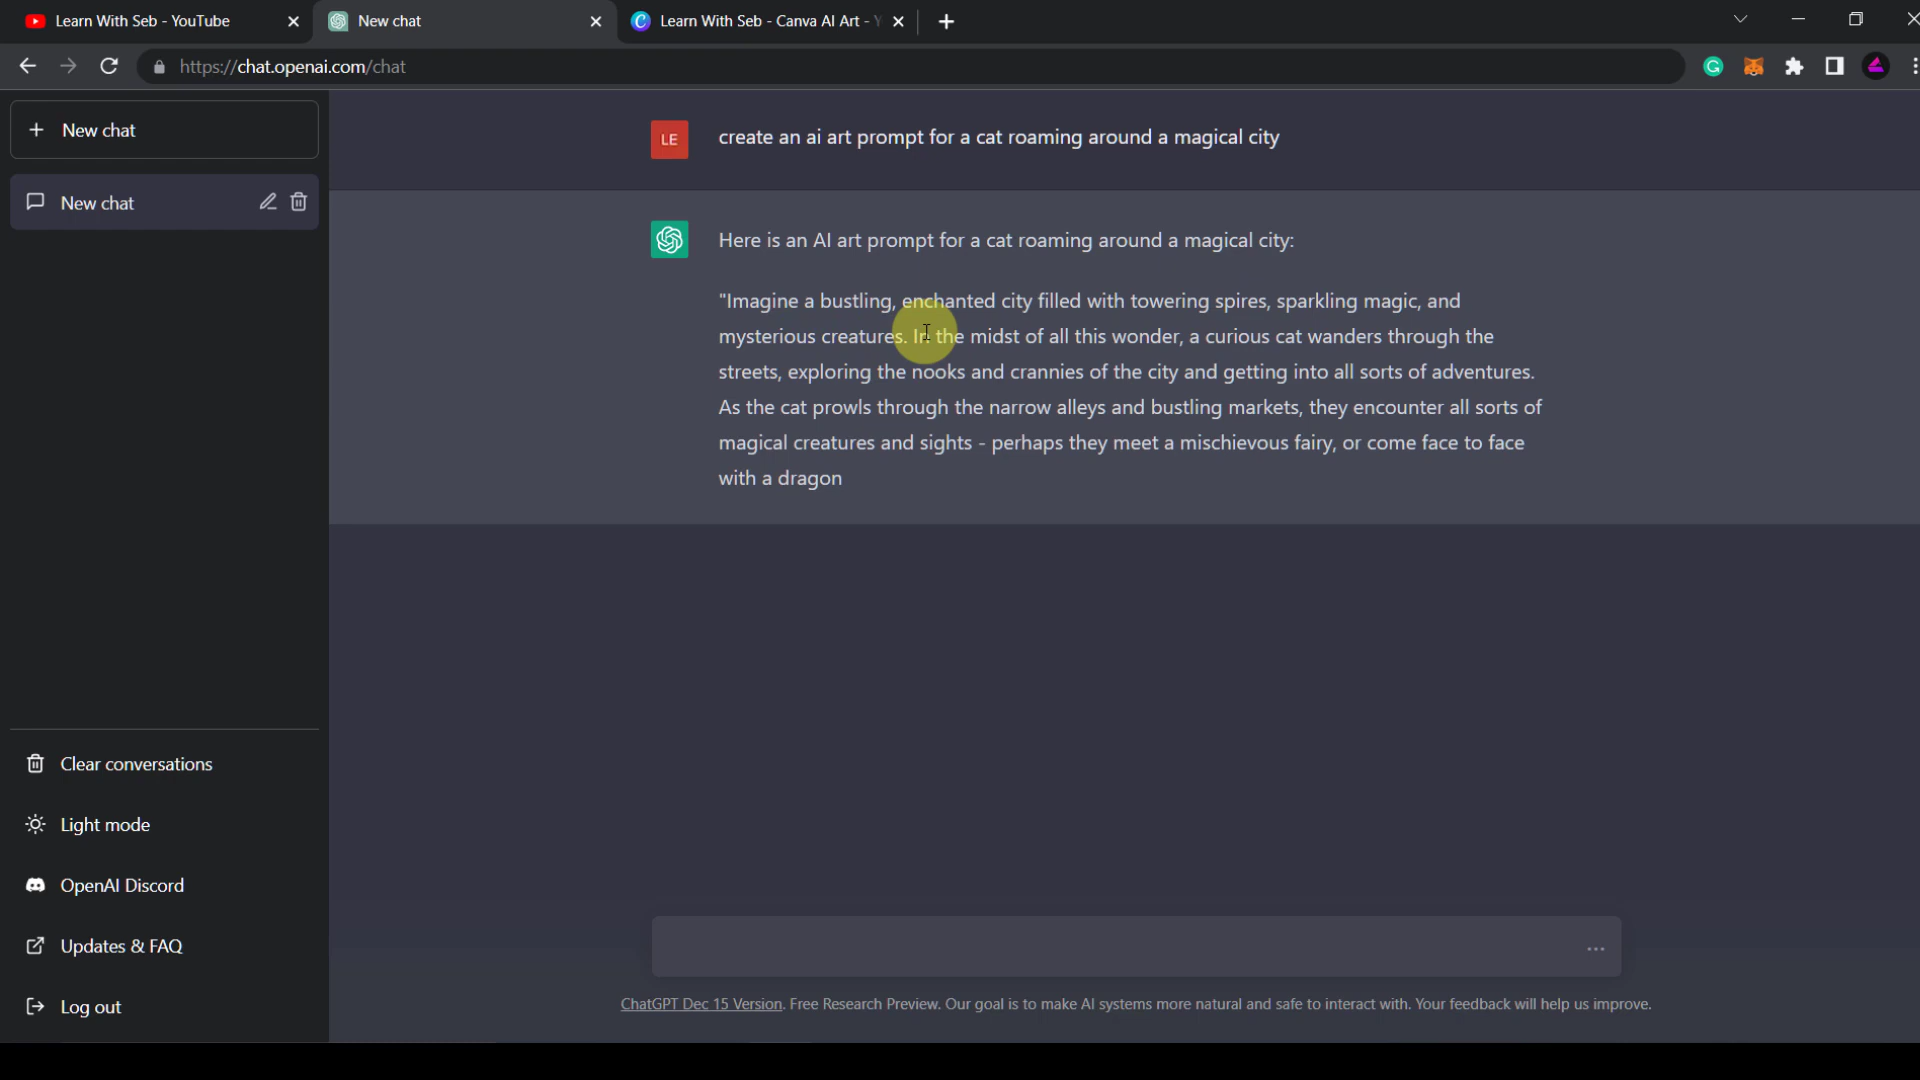 Learn With Seb - YouTube
New chat
Learn With Seb - Canva AI Art - Y
https://chat.openai.com/chat
New chat
New chat
LE
create an ai art prompt for a cat roaming around a magical city
Here is an AI art prompt for a cat roaming around a magical city:
"Imagine a bustling, enchanted city filled with towering spires, sparkling magic, and
mysterious creatures. In the midst of all this wonder, a curious cat wanders through the
streets, exploring the nooks and crannies of the city and getting into all sorts of adventures.
As the cat prowls through the narrow alleys and bustling markets, they encounter all sorts of
magical creatures and sights - perhaps they meet a mischievous fairy, or come face to face
with a dragon
Clear conversations
Light mode
OpenAI Discord
Updates & FAQ
Log out
ChatGPT Dec 15 Version. Free Research Preview. Our goal is to make AI systems more natural and safe to interact with. Your feedback will help us improve.